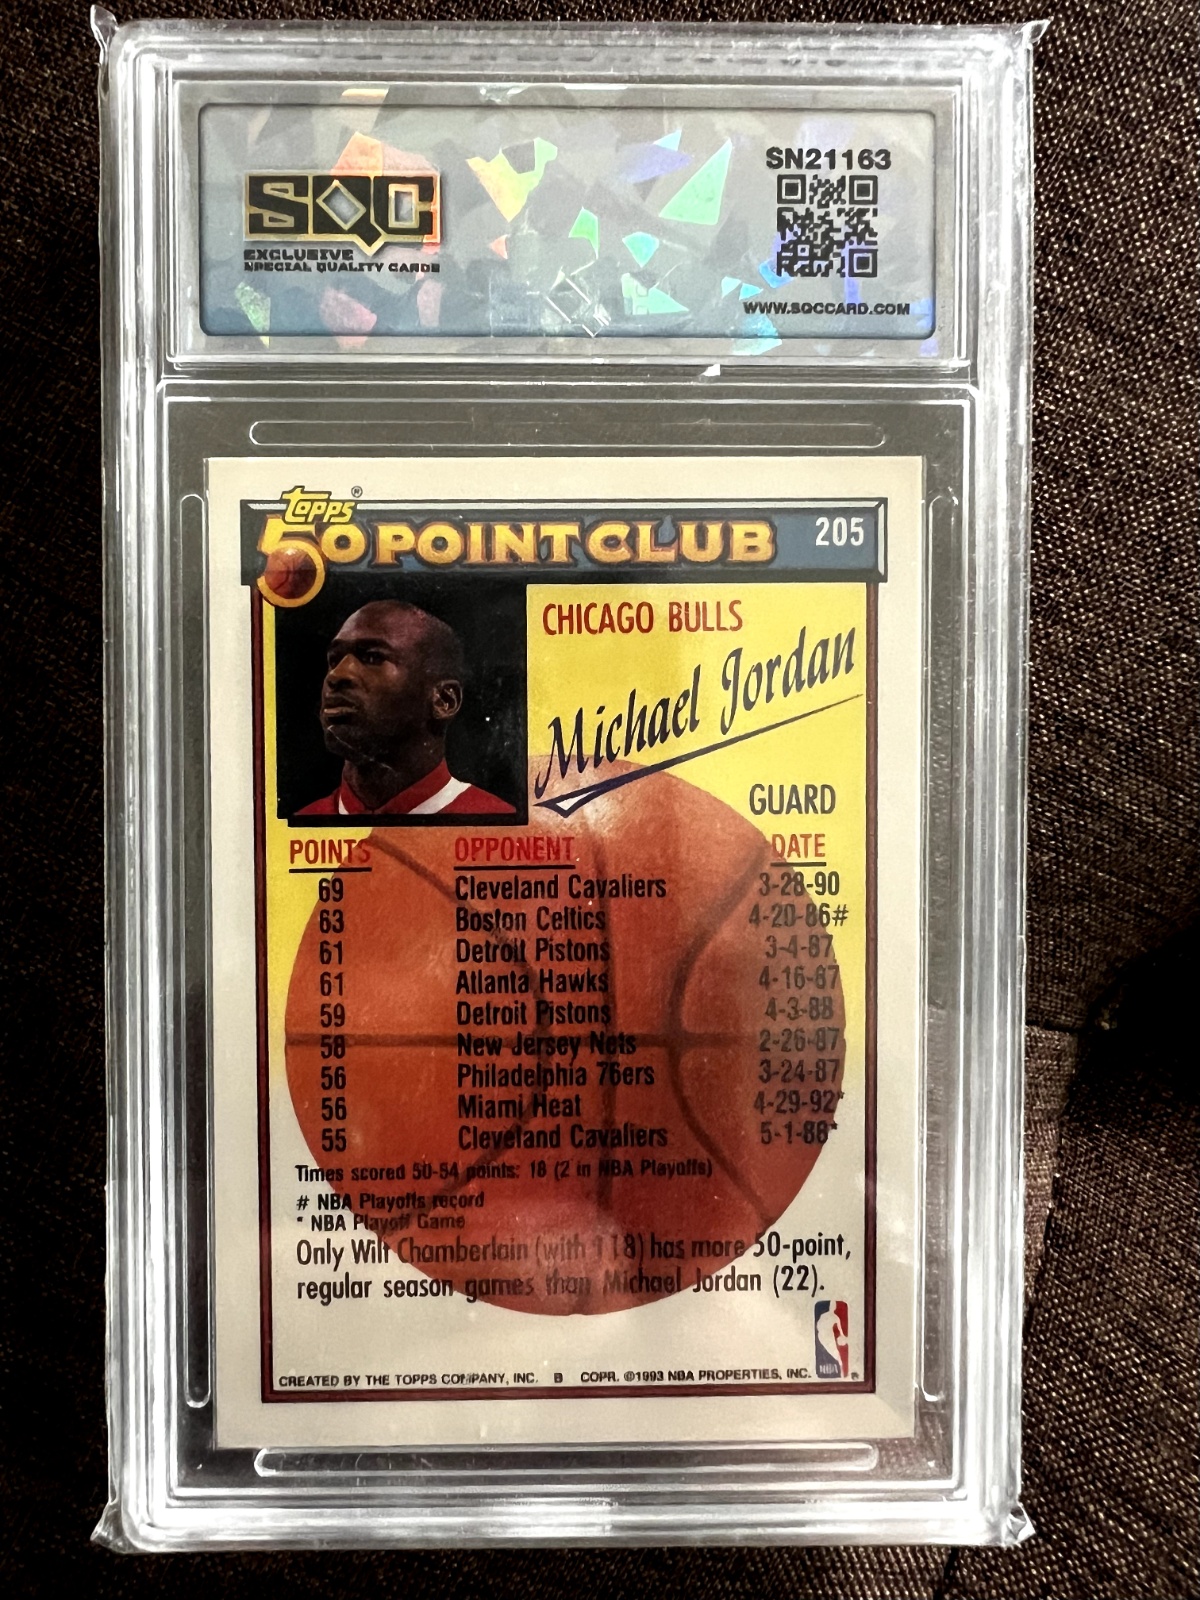 SN21163
SQC
EXCLUSIVE
SPECIAL QUALITY CARDS
WWW.SQCCARD.COM
topps®
50 POINT CLUB 205
CHICAGO BULLS
Michael Jordan
GUARD
POINTS OPPONENT DATE
69 Cleveland Cavaliers 3-28-90
63 Boston Celtics 4-20-86#
61 Detroit Pistons 3-4-87
61 Atlanta Hawks 4-16-87
59 Detroit Pistons 4-3-88
58 New Jersey Nets 2-26-87
56 Philadelphia 76ers 3-24-87
56 Miami Heat 4-29-92*
55 Cleveland Cavaliers 5-1-88*
Times scored 50-54 points: 18 (2 in NBA Playoffs)
# NBA Playoffs record
* NBA Playoff Game
Only Wilt Chamberlain (with 118) has more 50-point,
regular season games than Michael Jordan (22).
NBA
CREATED BY THE TOPPS COMPANY, INC. B COPR. ©1993 NBA PROPERTIES, INC. ®